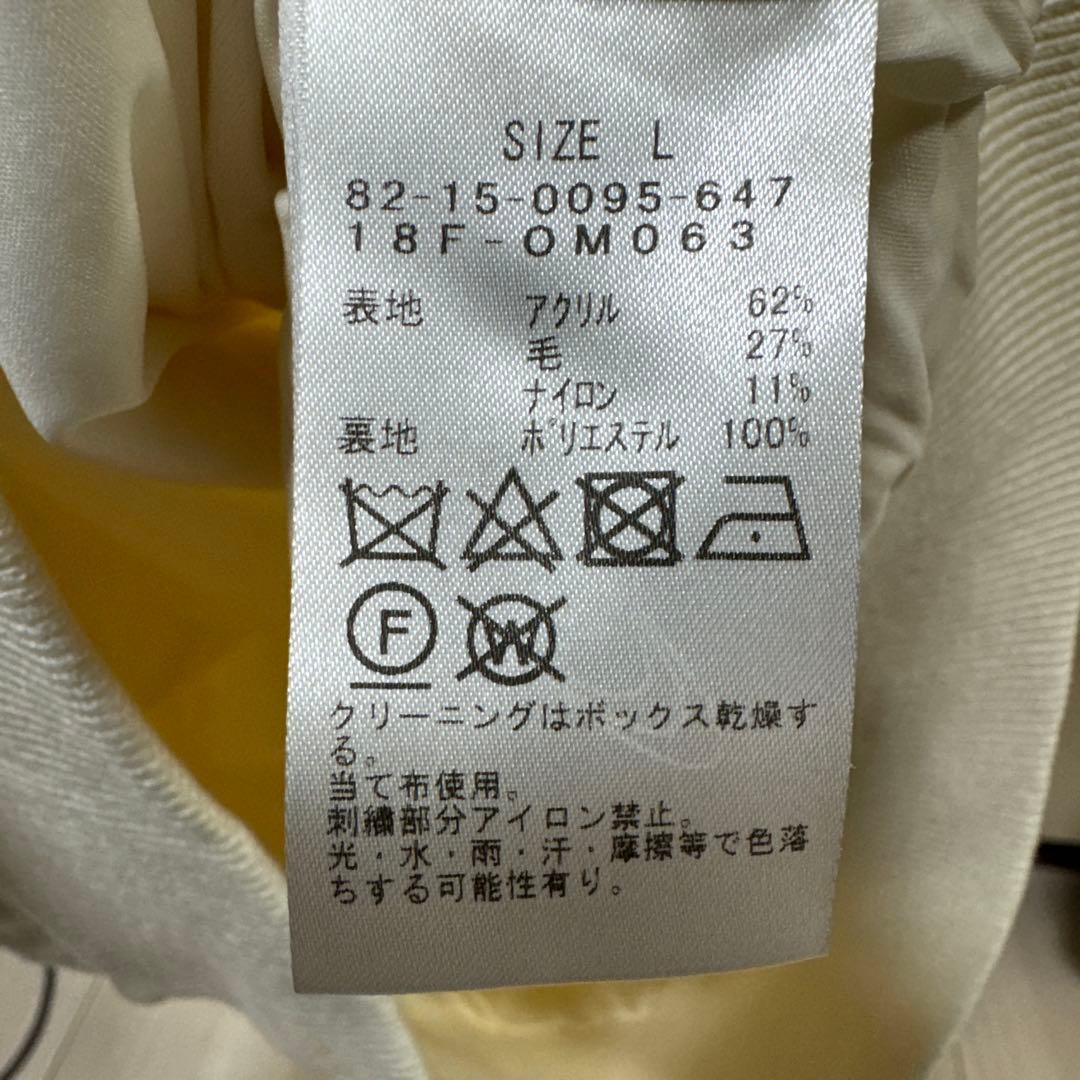 SIZE L
82-15-0095-647
18F-OM063
表地 アクリル 62%
毛 27%
ナイロン 11%
裏地 ポリエステル 100%
F W
クリーニングはボックス乾燥す
る。
当て布使用。
刺繍部分アイロン禁止。
光・水・雨・汗・摩擦等で色落
ちする可能性有り。